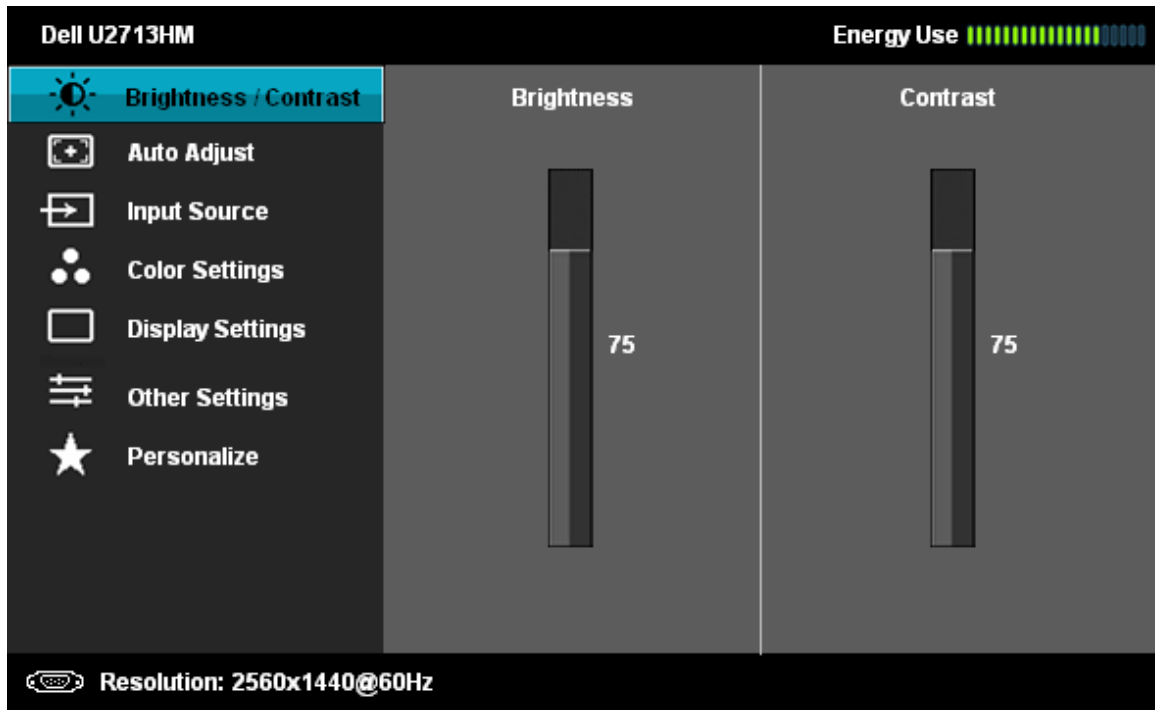 Dell U2713HM
Energy Use
Brightness / Contrast
Auto Adjust
Input Source
Color Settings
Display Settings
Other Settings
Personalize
Brightness
75
Contrast
75
Resolution: 2560x1440@60Hz